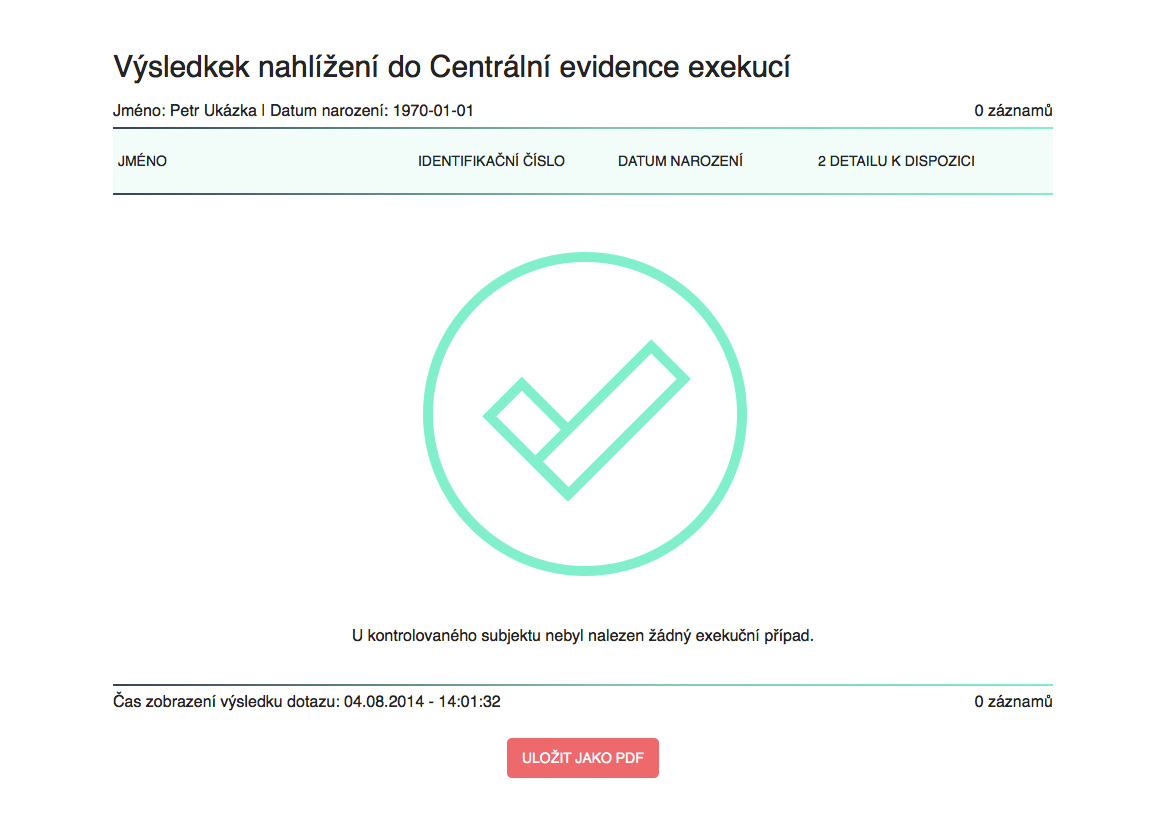 Výsledkek nahlížení do Centrální evidence exekucí
Jméno: Petr Ukázka | Datum narození: 1970-01-01 0 záznamů
JMÉNO IDENTIFIKAČNÍ ČÍSLO DATUM NAROZENÍ 2 DETAILU K DISPOZICI
U kontrolovaného subjektu nebyl nalezen žádný exekuční případ.
Čas zobrazení výsledku dotazu: 04.08.2014 - 14:01:32 0 záznamů
ULOŽIT JAKO PDF